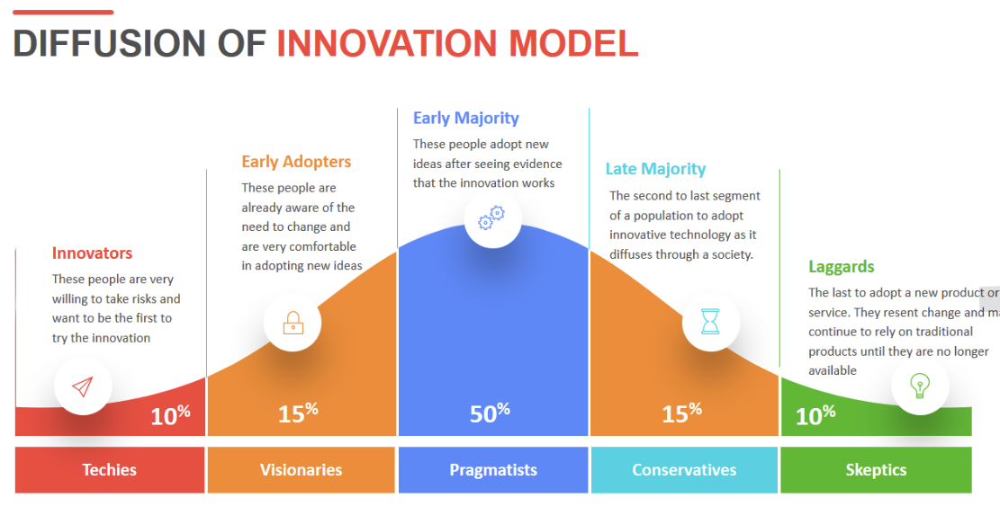 DIFFUSION OF INNOVATION MODEL
Innovators
These people are very
willing to take risks and
want to be the first to
try the innovation
Early Adopters
These people are
already aware of the
need to change and
are very comfortable
in adopting new ideas
Early Majority
These people adopt new
ideas after seeing evidence
that the innovation works
Late Majority
The second to last segment
of a population to adopt
innovative technology as it
diffuses through a society.
Laggards
The last to adopt a new product or
service. They resent change and
continue to rely on traditional
products until they are no longer
available
10%
15%
50%
15%
10%
Techies
Visionaries
Pragmatists
Conservatives
Skeptics